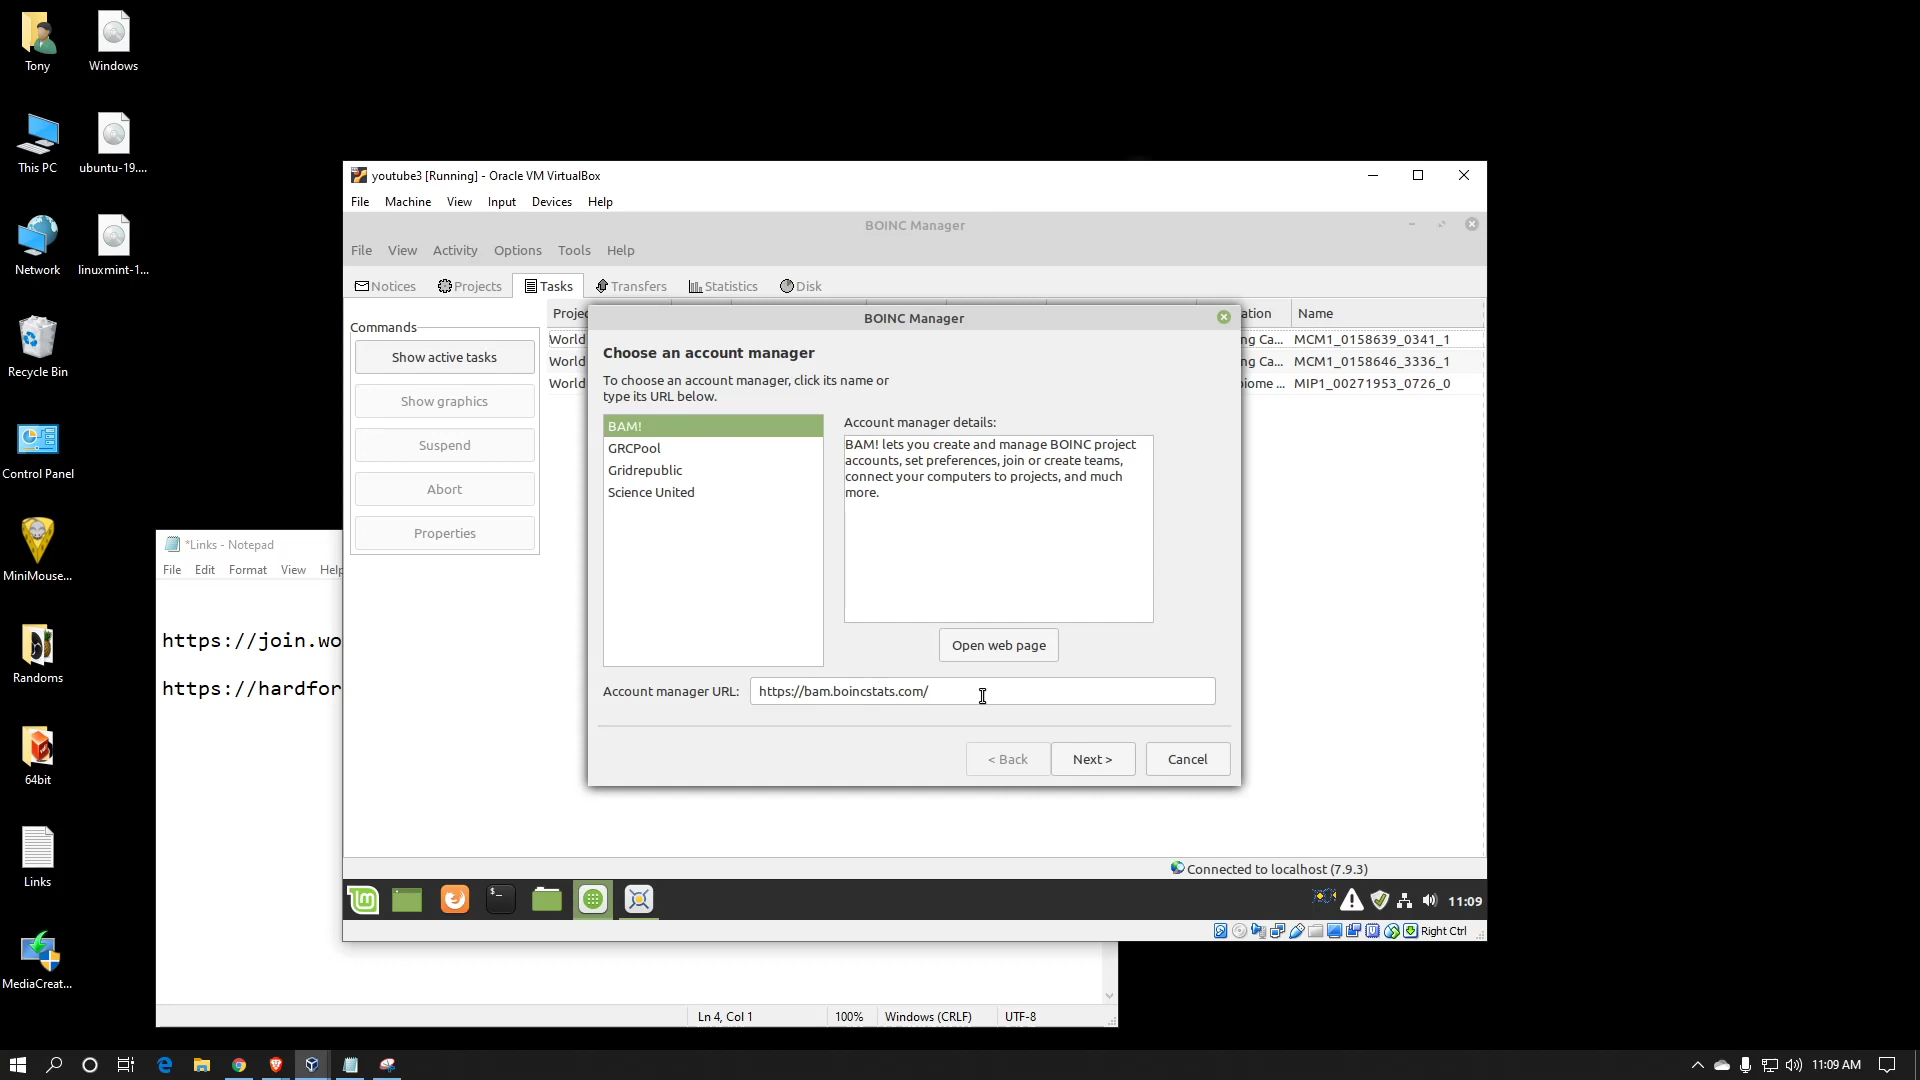 Tony
Windows
This PC
ubuntu-19....
Network
linuxmint-1...
Recycle Bin
Control Panel
MiniMouse...
Randoms
64bit
Links
MediaCreat...
youtube3 [Running] - Oracle VM VirtualBox
File Machine View Input Devices Help
BOINC Manager
File View Activity Options Tools Help
Notices Projects Tasks Transfers Statistics Disk
Commands
Show active tasks
Show graphics
Suspend
Abort
Properties
Name
World
MCM1_0158639_0341_1
World
MCM1_0158646_3336_1
World
MIP1_00271953_0726_0
BOINC Manager
Choose an account manager
To choose an account manager, click its name or
type its URL below.
BAM!
GRCPool
Gridrepublic
Science United
Account manager details:
BAM! lets you create and manage BOINC project
accounts, set preferences, join or create teams,
connect your computers to projects, and much
more.
Open web page
Account manager URL: https://bam.boincstats.com/
< Back Next > Cancel
Connected to localhost (7.9.3)
11:09
Right Ctrl
*Links - Notepad
File Edit Format View Help
https://join.wo
https://hardfor
Ln 4, Col 1 100% Windows (CRLF) UTF-8
11:09 AM